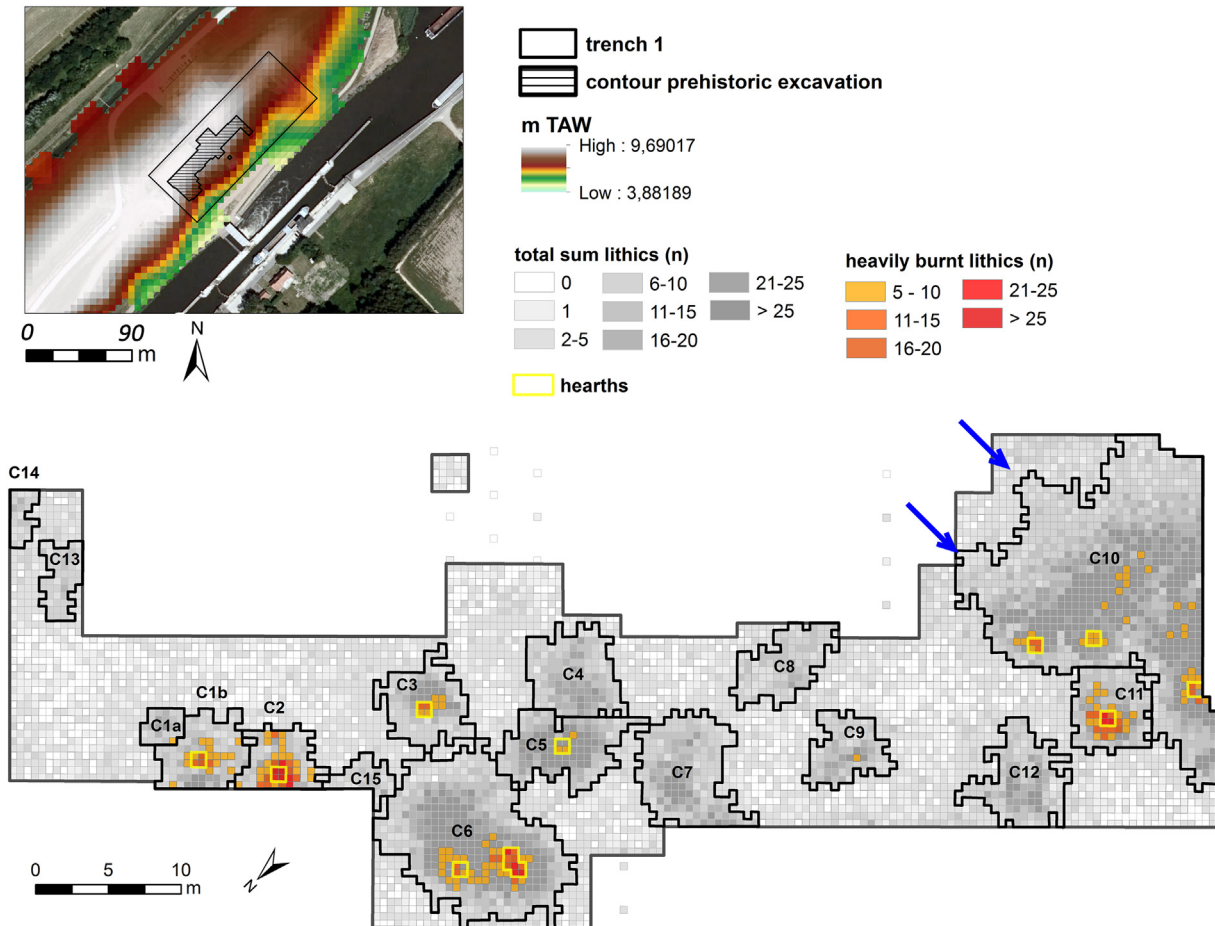 trench 1
contour prehistoric excavation
m TAW
High : 9,69017
Low : 3,88189
0 90
m
N
total sum lithics (n)
0 6-10 21-25
1 11-15 > 25
2-5 16-20
heavily burnt lithics (n)
5 - 10 21-25
11-15 > 25
16-20
hearths
C14
C13
C10
C1b
C1a
C2
C3
C4
C8
C11
C5
C9
C15
C7
C12
C6
0 5 10
m
N